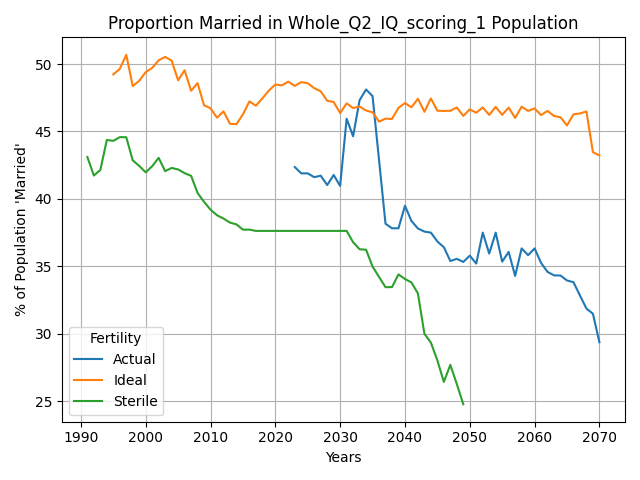 Proportion Married in Whole_Q2_IQ_scoring_1 Population
% of Population 'Married'
50
45
40
35
30
25
Fertility
Actual
Ideal
Sterile
1990 2000 2010 2020 2030 2040 2050 2060 2070
Years